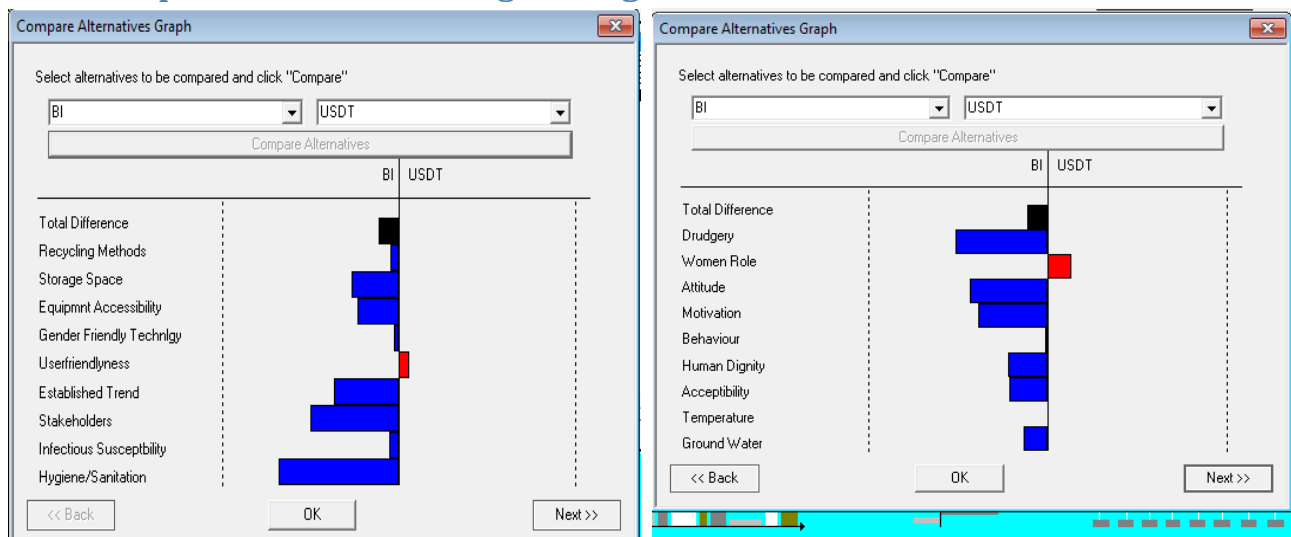 Compare Alternatives Graph
Select alternatives to be compared and click "Compare"
BI USDT
Compare Alternatives
BI USDT
Total Difference
Recycling Methods
Storage Space
Equipmnt Accessibility
Gender Friendly Technlgy
Userfriendlyness
Established Trend
Stakeholders
Infectious Susceptbility
Hygiene/Sanitation
<< Back OK Next >>
Compare Alternatives Graph
Select alternatives to be compared and click "Compare"
BI USDT
Compare Alternatives
BI USDT
Total Difference
Drudgery
Women Role
Attitude
Motivation
Behaviour
Human Dignity
Acceptibility
Temperature
Ground Water
<< Back OK Next >>